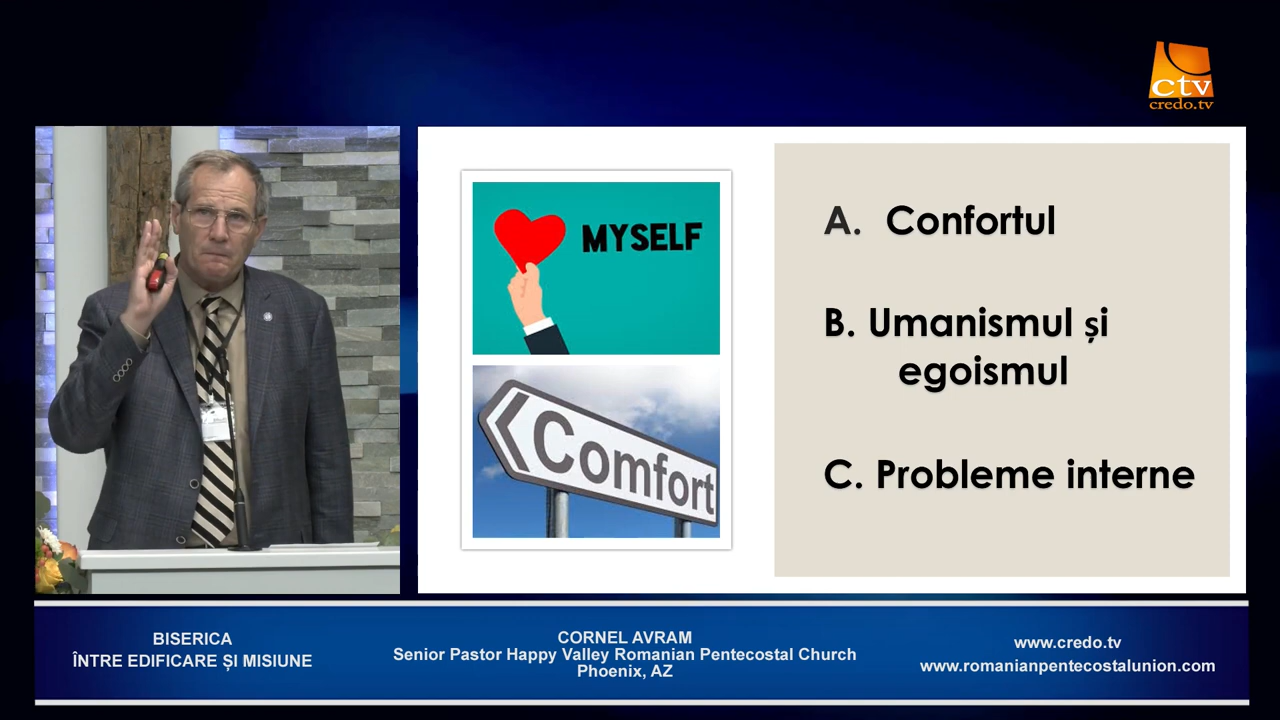 ctv
credo.tv
MYSELF
Comfort
A. Confortul
B. Umanismul și
egoismul
C. Probleme interne
BISERICA
ÎNTRE EDIFICARE ȘI MISIUNE
CORNEL AVRAM
Senior Pastor Happy Valley Romanian Pentecostal Church
Phoenix, AZ
www.credo.tv
www.romanianpentecostalunion.com